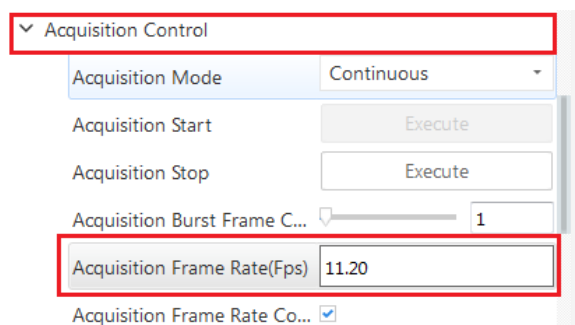 Acquisition Control
Acquisition Mode Continuous
Acquisition Start Execute
Acquisition Stop Execute
Acquisition Burst Frame C... 1
Acquisition Frame Rate(Fps) 11.20
Acquisition Frame Rate Co...